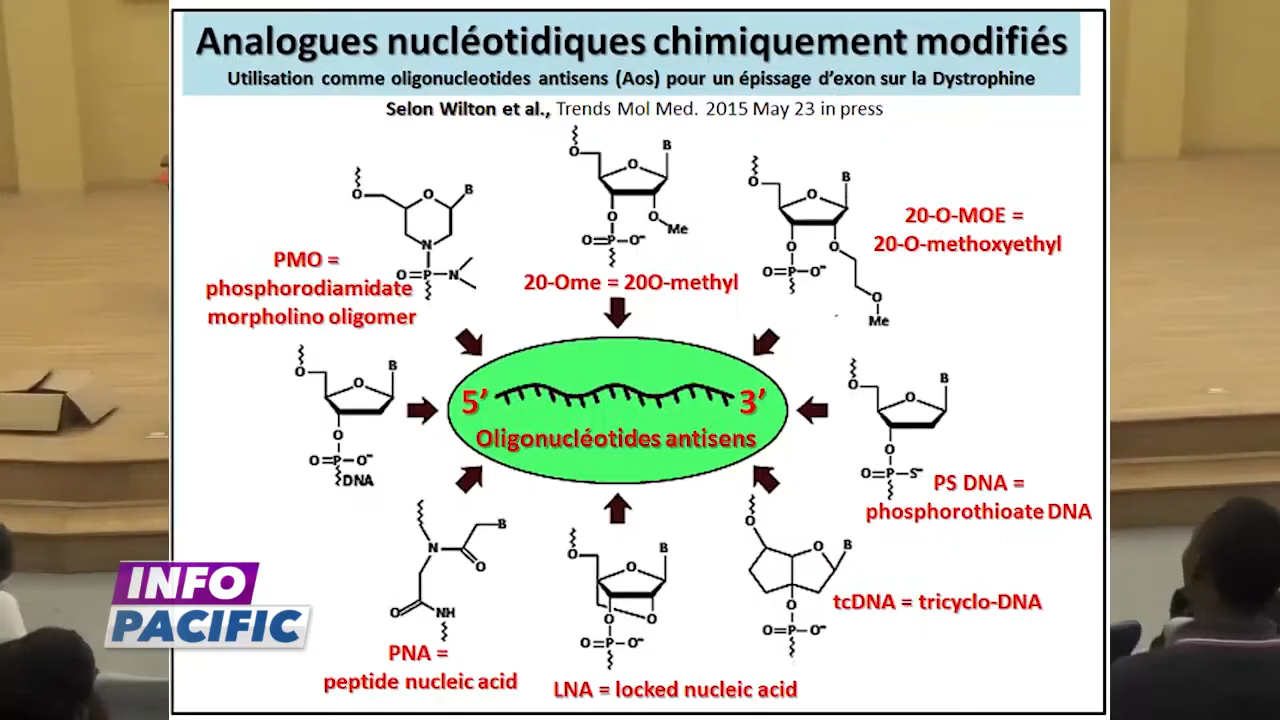 Analogues nucléotidiques chimiquement modifiés
Utilisation comme oligonucleotides antisens (Aos) pour un épissage d'exon sur la Dystrophine
Selon Wilton et al., Trends Mol Med. 2015 May 23 in press
O
O
B
N
O=P-N
PMO =
phosphorodiamidate
morpholino oligomer
O
O
B
O
O
Me
O=P-O⁻
20-Ome = 20O-methyl
O
O
B
O
O
O=P-O⁻
O
Me
20-O-MOE =
20-O-methoxyethyl
O
O
B
O
O=P-O⁻
DNA
5'
3'
Oligonucléotides antisens
O
O
B
O
O=P-S⁻
PS DNA =
phosphorothioate DNA
B
N
O
O
NH
PNA =
peptide nucleic acid
O
O
B
O
O
O=P-O⁻
LNA = locked nucleic acid
O
O
B
O
O=P-O⁻
tcDNA = tricyclo-DNA
INFO
PACIFIC